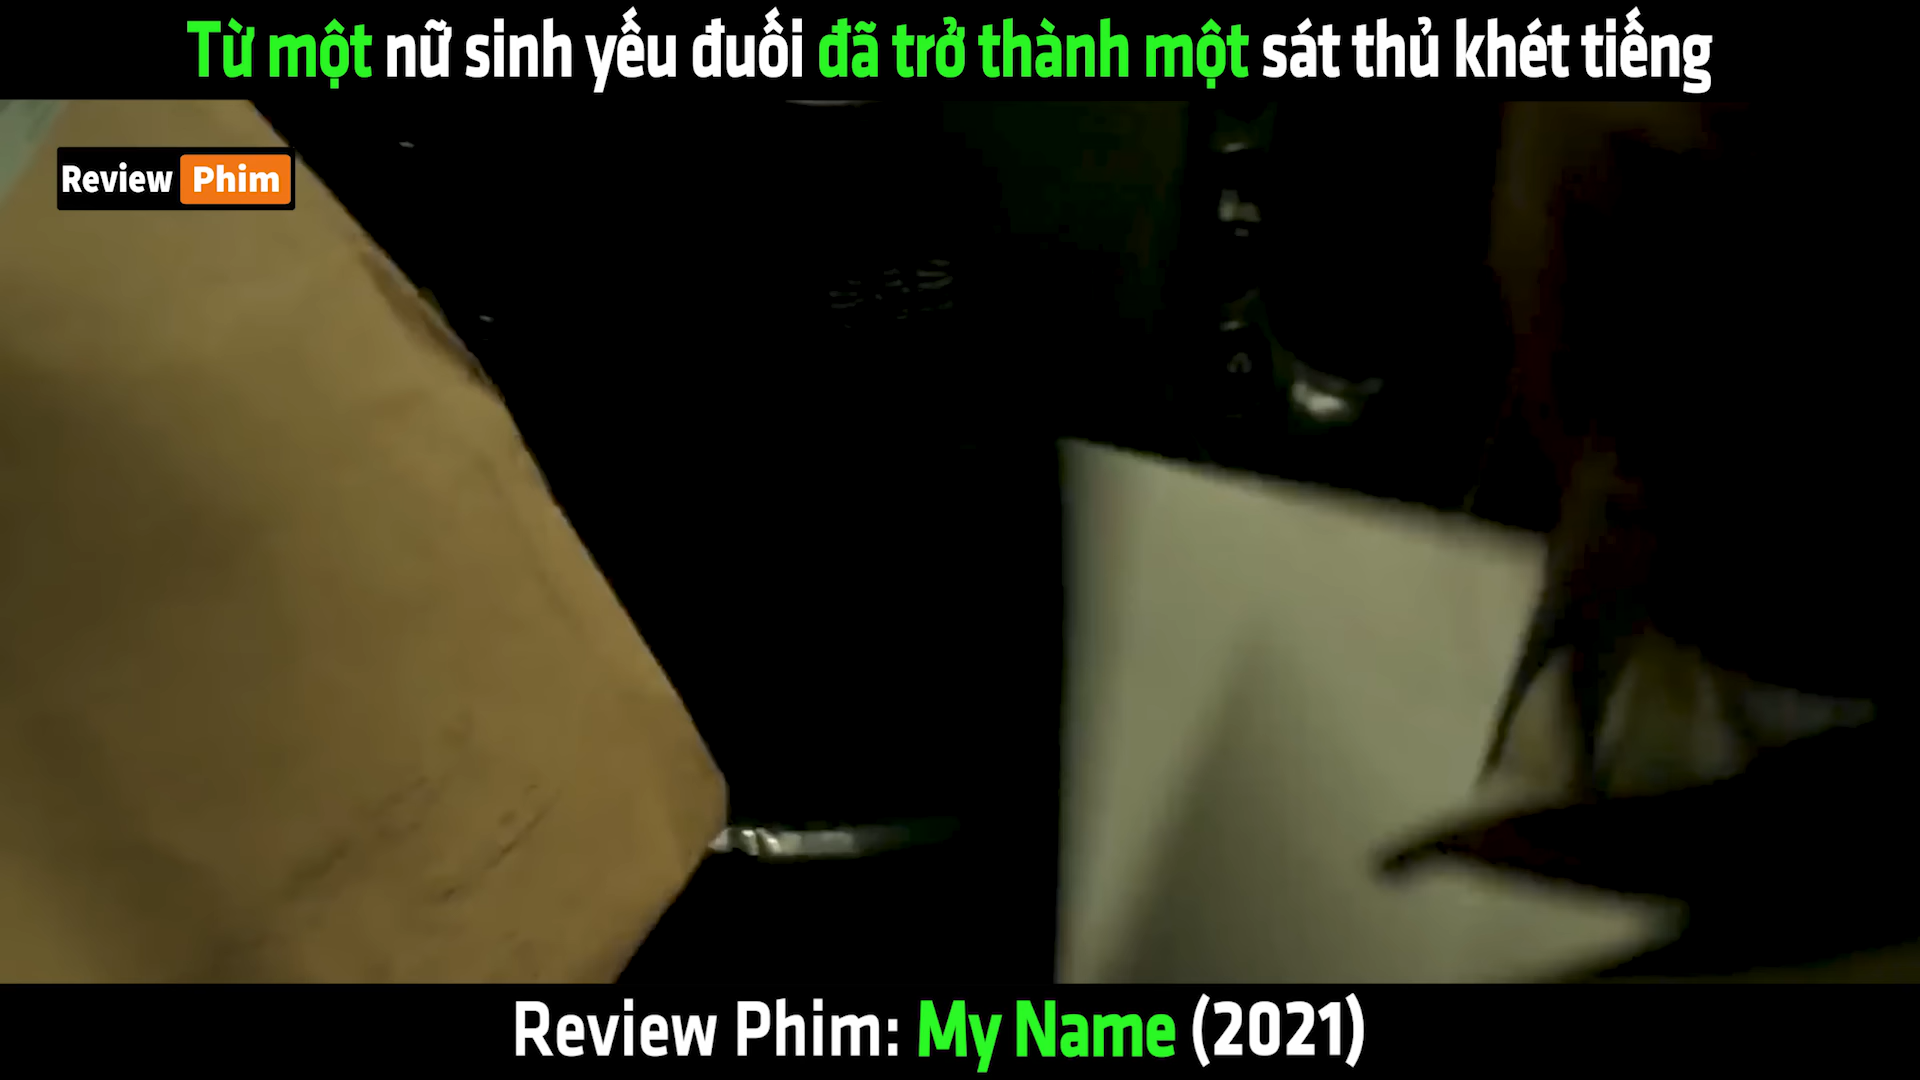 Từ một nữ sinh yếu đuối đã trở thành một sát thủ khét tiếng
Review Phim
Review Phim: My Name (2021)